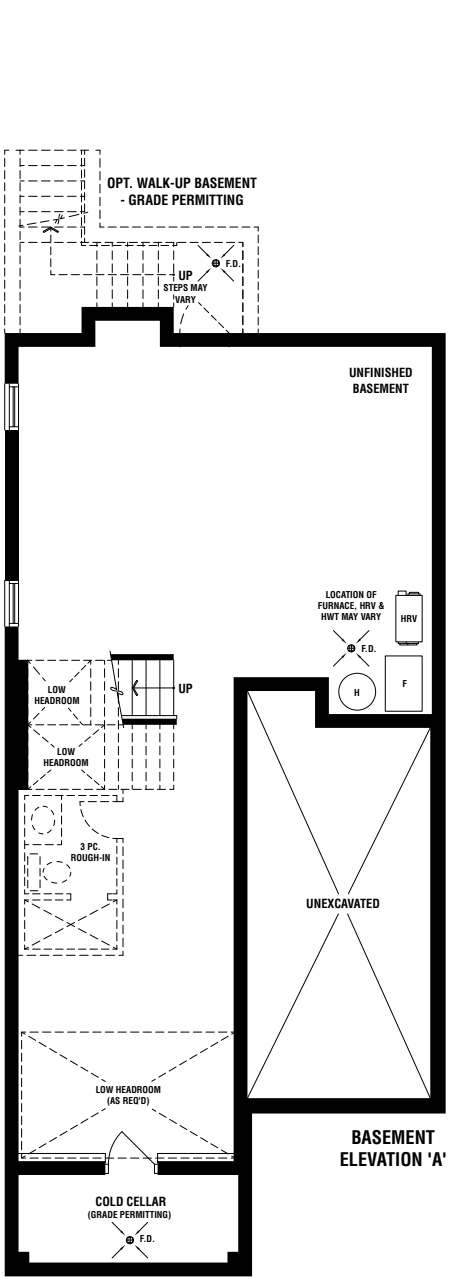 OPT. WALK-UP BASEMENT
- GRADE PERMITTING
UP
STEPS MAY
VARY
F.D.
UNFINISHED
BASEMENT
LOCATION OF
FURNACE, HRV &
HWT MAY VARY
HRV
F.D.
H
F
LOW
HEADROOM
UP
LOW
HEADROOM
3 PC.
ROUGH-IN
UNEXCAVATED
LOW HEADROOM
(AS REQ'D)
BASEMENT
ELEVATION 'A'
COLD CELLAR
(GRADE PERMITTING)
F.D.